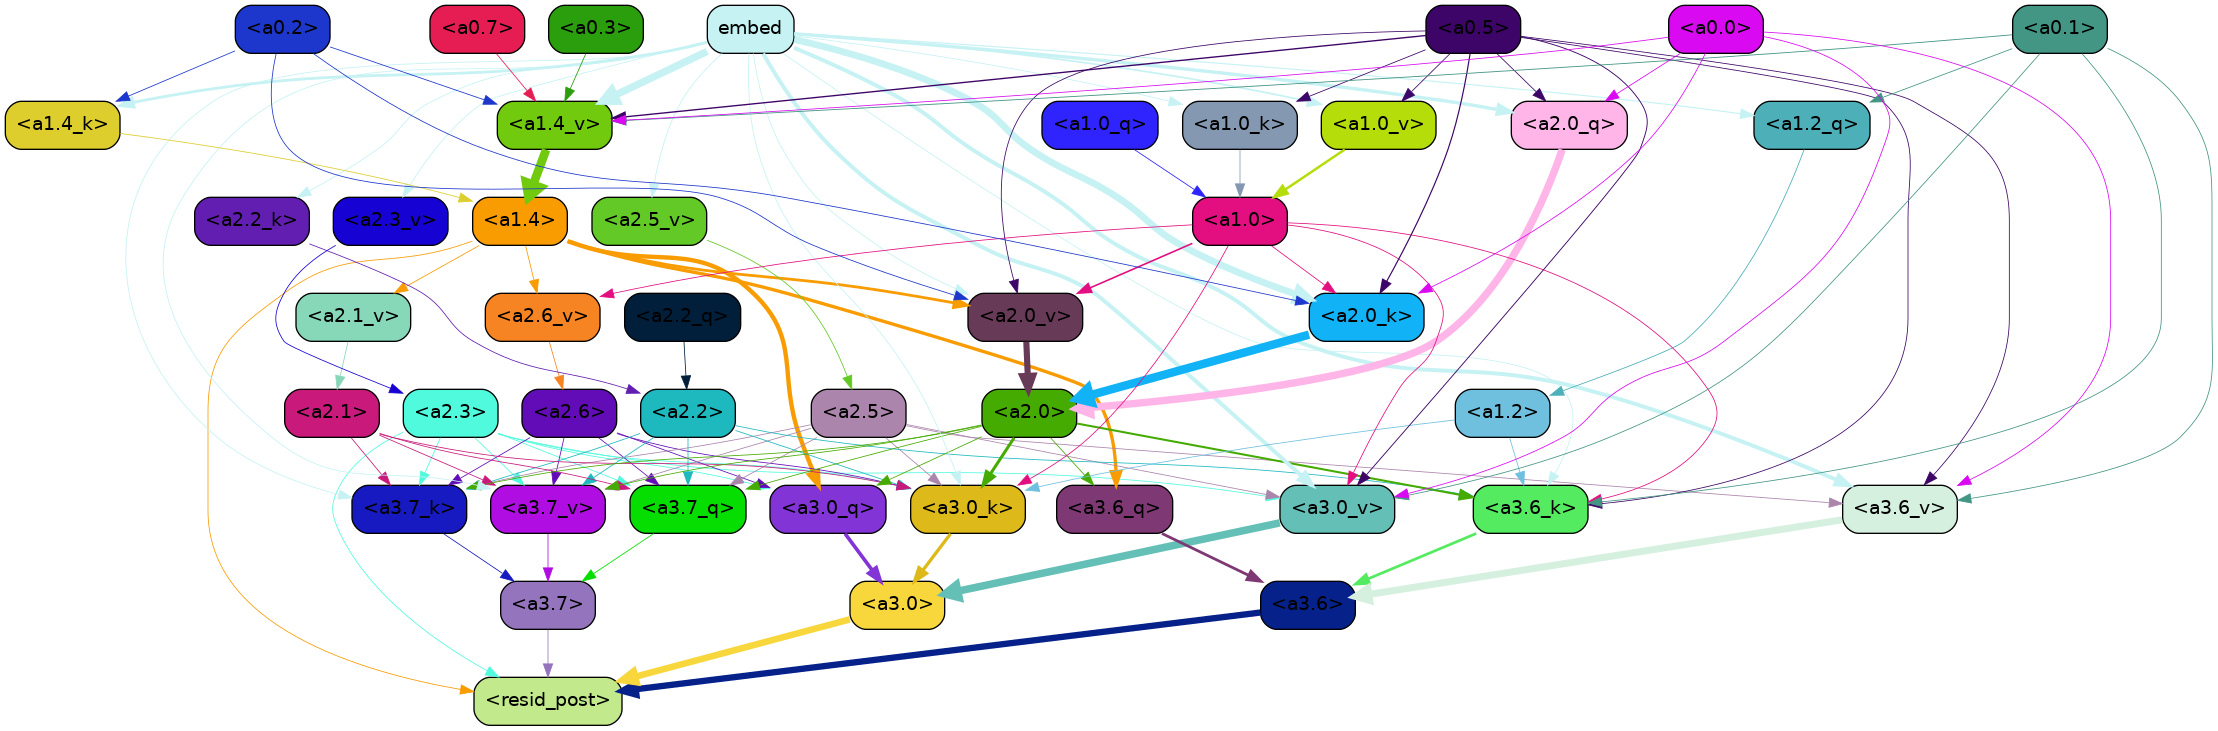 <a0.2>
<a0.7>
<a0.3>
embed
<a0.5>
<a0.0>
<a0.1>
<a1.4_k>
<a1.4_v>
<a1.0_q>
<a1.0_k>
<a1.0_v>
<a2.0_q>
<a1.2_q>
<a2.2_k>
<a2.3_v>
<a1.4>
<a2.5_v>
<a1.0>
<a2.1_v>
<a2.6_v>
<a2.2_q>
<a2.0_v>
<a2.0_k>
<a2.1>
<a2.3>
<a2.6>
<a2.2>
<a2.5>
<a2.0>
<a1.2>
<a3.7_k>
<a3.7_v>
<a3.7_q>
<a3.0_q>
<a3.0_k>
<a3.6_q>
<a3.0_v>
<a3.6_k>
<a3.6_v>
<a3.7>
<a3.0>
<a3.6>
<resid_post>